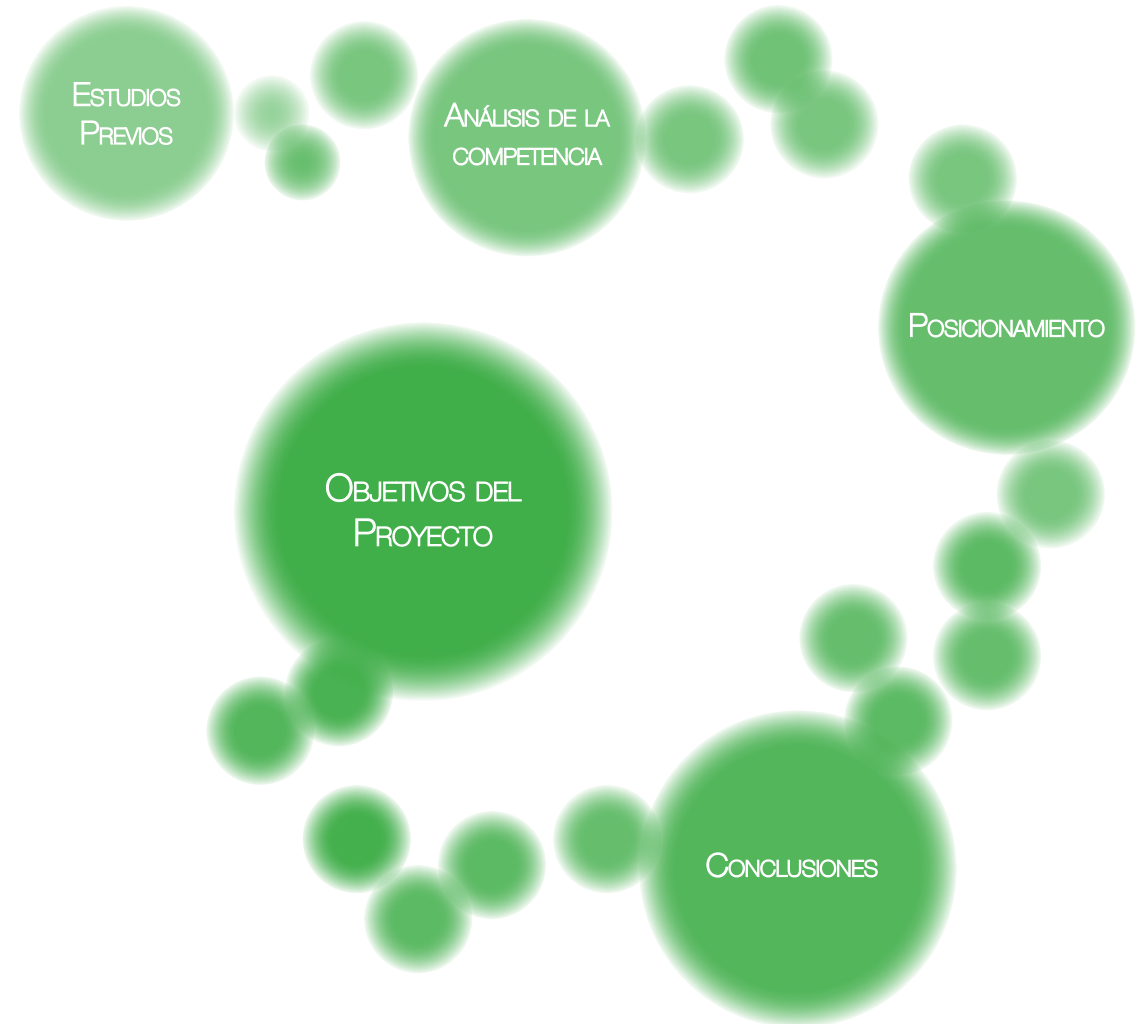 Estudios
Previos
Análisis de la
competencia
Posicionamiento
Objetivos del
Proyecto
Conclusiones